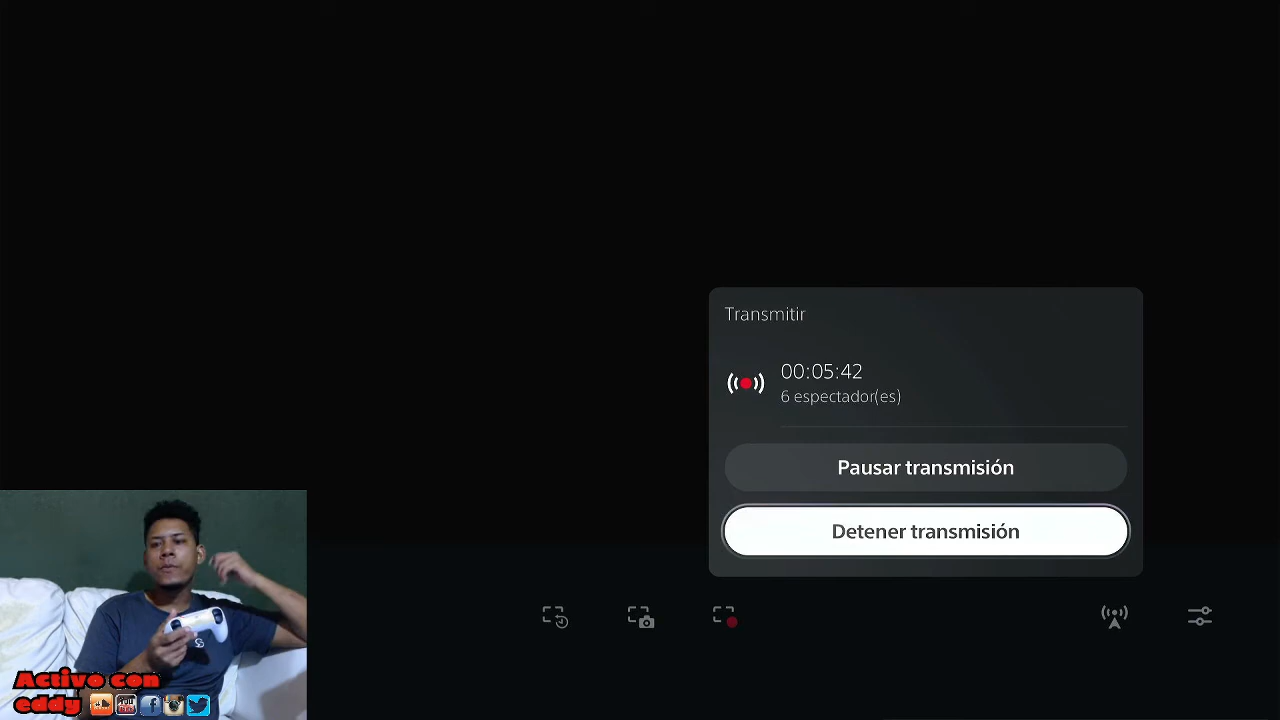 Transmitir
00:05:42
6 espectador(es)
Pausar transmisión
Detener transmisión
Activo con
eddy